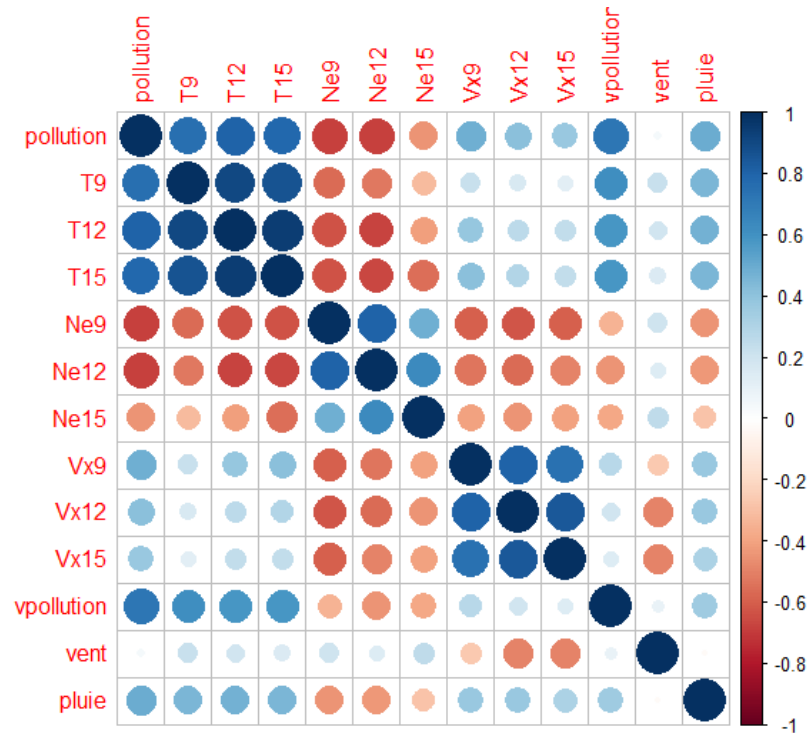 pollution T9 T12 T15 Ne9 Ne12 Ne15 Vx9 Vx12 Vx15 vpollution vent pluie
pollution
T9
T12
T15
Ne9
Ne12
Ne15
Vx9
Vx12
Vx15
vpollution
vent
pluie
1
0.8
0.6
0.4
0.2
0
-0.2
-0.4
-0.6
-0.8
-1